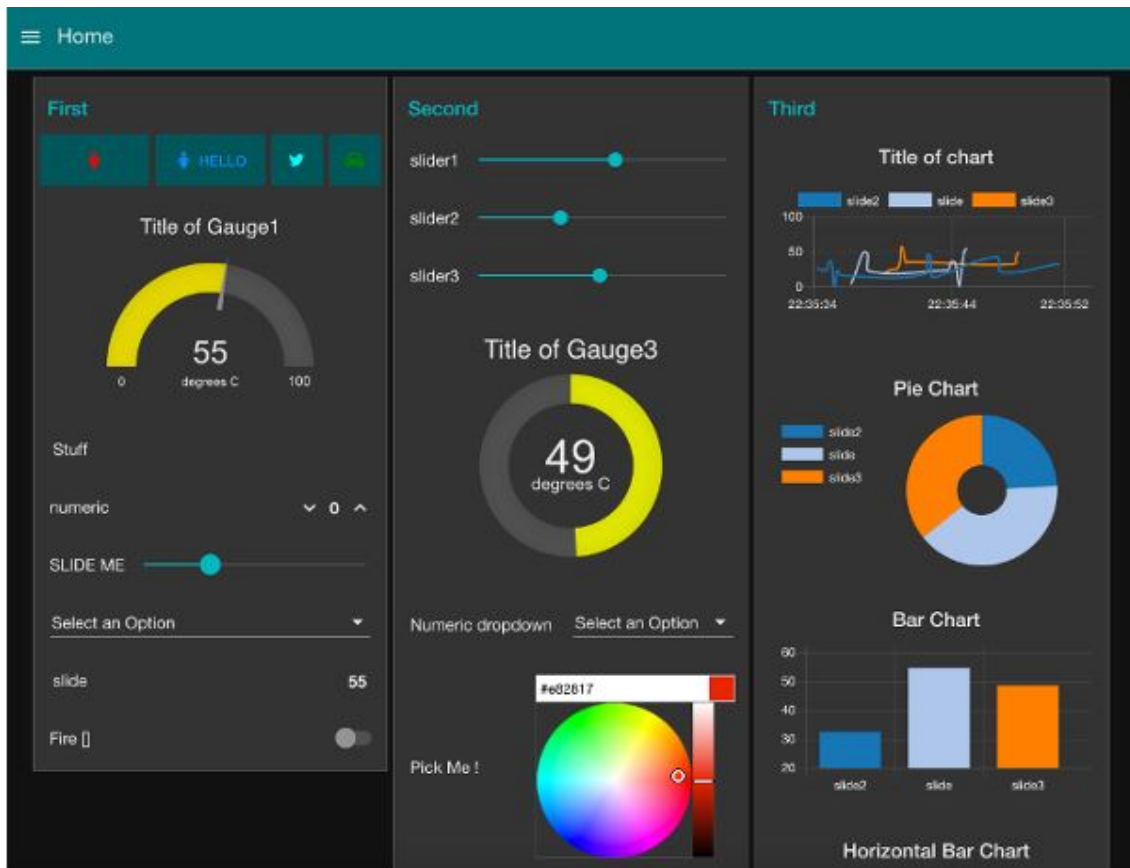 Home
First
HELLO
Title of Gauge1
55
degrees C
0
100
Stuff
numeric
0
SLIDE ME
Select an Option
slide
55
Fire []
Second
slider1
slider2
slider3
Title of Gauge3
49
degrees C
Numeric dropdown
Select an Option
#e82817
Pick Me !
Third
Title of chart
slide2 slide slide3
100
50
0
22:35:34 22:35:44 22:35:52
Pie Chart
slide2
slide
slide3
Bar Chart
60
50
40
30
20
slide2 slide slide3
Horizontal Bar Chart